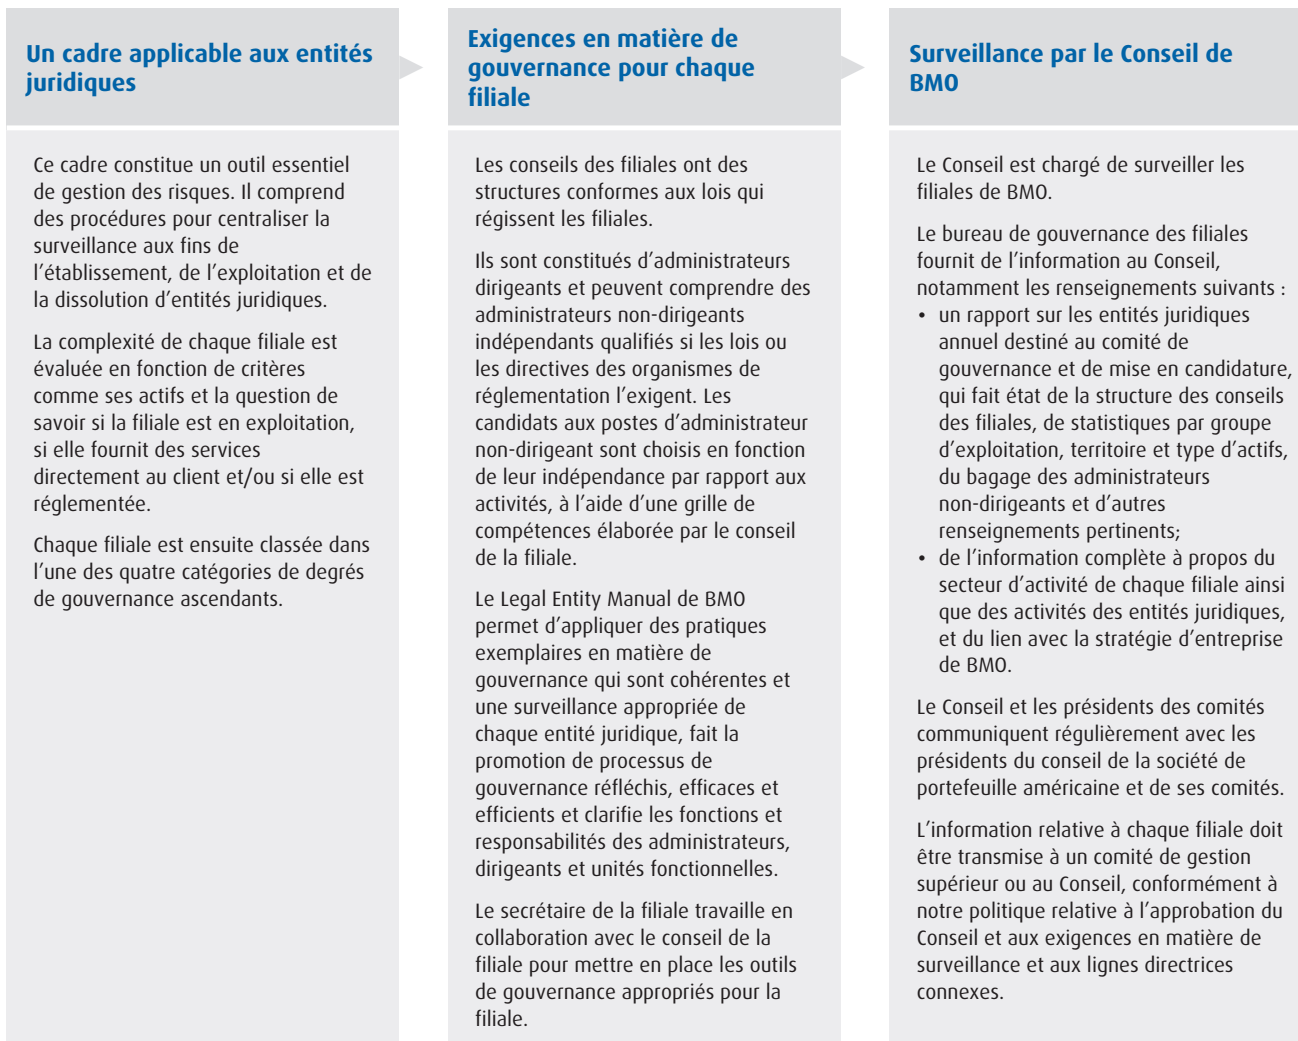 Un cadre applicable aux entités
juridiques
Ce cadre constitue un outil essentiel
de gestion des risques. Il comprend
des procédures pour centraliser la
surveillance aux fins de
l’établissement, de l’exploitation et de
la dissolution d’entités juridiques.
La complexité de chaque filiale est
évaluée en fonction de critères
comme ses actifs et la question de
savoir si la filiale est en exploitation,
si elle fournit des services
directement au client et/ou si elle est
réglementée.
Chaque filiale est ensuite classée dans
l’une des quatre catégories de degrés
de gouvernance ascendants.
Exigences en matière de
gouvernance pour chaque
filiale
Les conseils des filiales ont des
structures conformes aux lois qui
régissent les filiales.
Ils sont constitués d’administrateurs
dirigeants et peuvent comprendre des
administrateurs non-dirigeants
indépendants qualifiés si les lois ou
les directives des organismes de
réglementation l’exigent. Les
candidats aux postes d’administrateur
non-dirigeant sont choisis en fonction
de leur indépendance par rapport aux
activités, à l’aide d’une grille de
compétences élaborée par le conseil
de la filiale.
Le Legal Entity Manual de BMO
permet d’appliquer des pratiques
exemplaires en matière de
gouvernance qui sont cohérentes et
une surveillance appropriée de
chaque entité juridique, fait la
promotion de processus de
gouvernance réfléchis, efficaces et
efficients et clarifie les fonctions et
responsabilités des administrateurs,
dirigeants et unités fonctionnelles.
Le secrétaire de la filiale travaille en
collaboration avec le conseil de la
filiale pour mettre en place les outils
de gouvernance appropriés pour la
filiale.
Surveillance par le Conseil de
BMO
Le Conseil est chargé de surveiller les
filiales de BMO.
Le bureau de gouvernance des filiales
fournit de l’information au Conseil,
notamment les renseignements suivants :
• un rapport sur les entités juridiques
annuel destiné au comité de
gouvernance et de mise en candidature,
qui fait état de la structure des conseils
des filiales, de statistiques par groupe
d’exploitation, territoire et type d’actifs,
du bagage des administrateurs
non-dirigeants et d’autres
renseignements pertinents;
• de l’information complète à propos du
secteur d’activité de chaque filiale ainsi
que des activités des entités juridiques,
et du lien avec la stratégie d’entreprise
de BMO.
Le Conseil et les présidents des comités
communiquent régulièrement avec les
présidents du conseil de la société de
portefeuille américaine et de ses comités.
L’information relative à chaque filiale doit
être transmise à un comité de gestion
supérieur ou au Conseil, conformément à
notre politique relative à l’approbation du
Conseil et aux exigences en matière de
surveillance et aux lignes directrices
connexes.